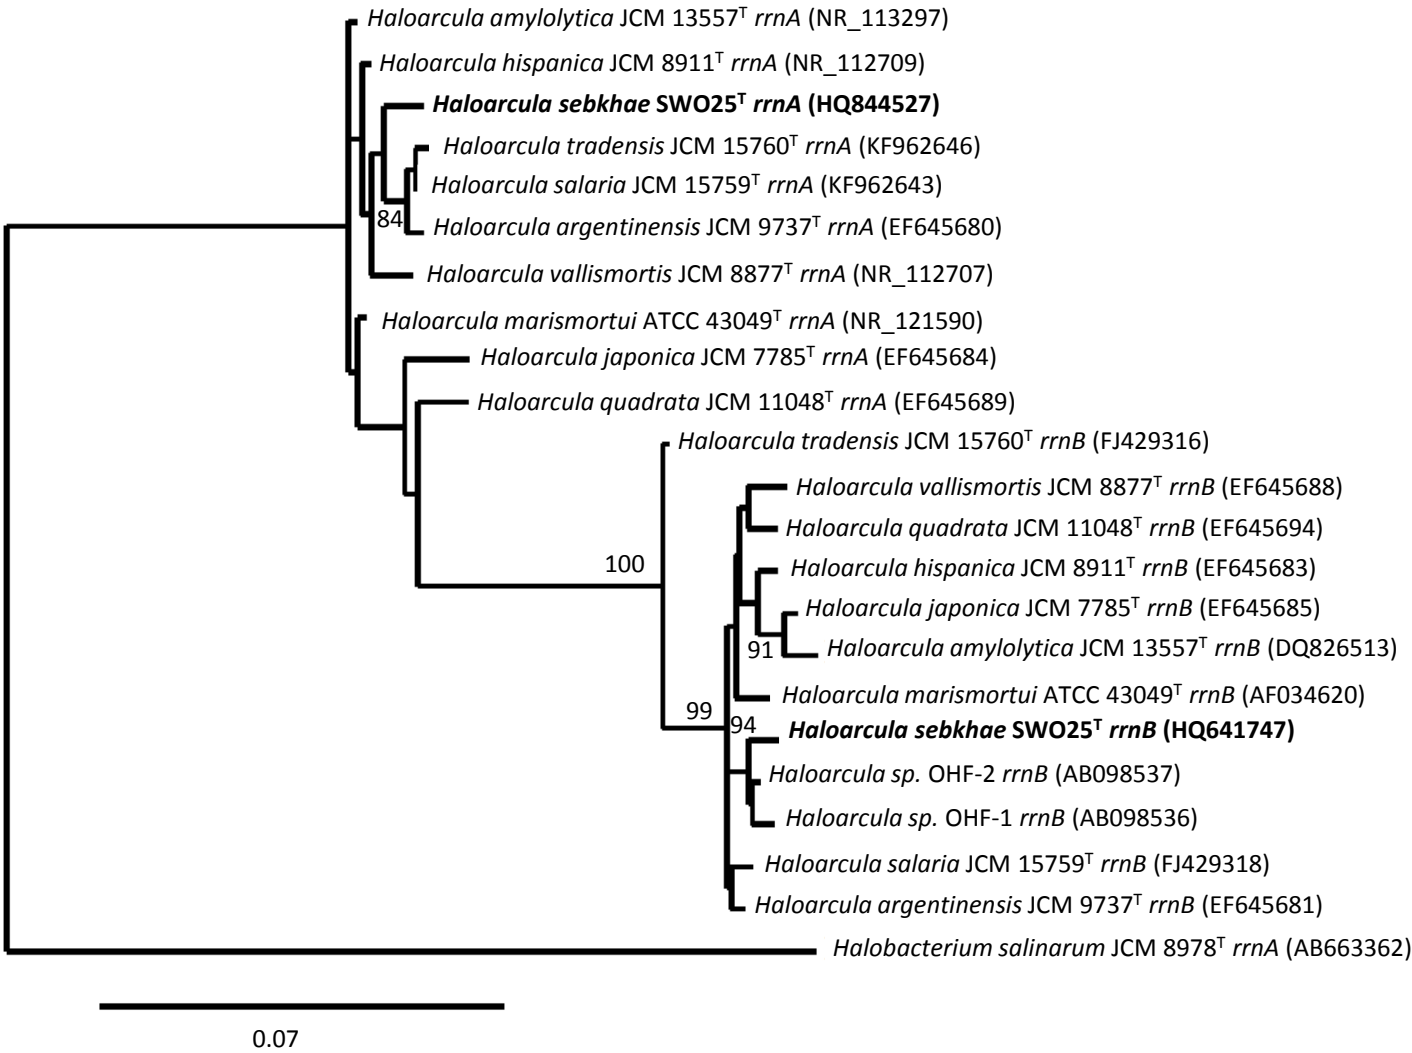 Haloarcula amylolytica JCM 13557ᵀ rrnA (NR_113297)
Haloarcula hispanica JCM 8911ᵀ rrnA (NR_112709)
Haloarcula sebkhae SWO25ᵀ rrnA (HQ844527)
Haloarcula tradensis JCM 15760ᵀ rrnA (KF962646)
Haloarcula salaria JCM 15759ᵀ rrnA (KF962643)
84
Haloarcula argentinensis JCM 9737ᵀ rrnA (EF645680)
Haloarcula vallismortis JCM 8877ᵀ rrnA (NR_112707)
Haloarcula marismortui ATCC 43049ᵀ rrnA (NR_121590)
Haloarcula japonica JCM 7785ᵀ rrnA (EF645684)
Haloarcula quadrata JCM 11048ᵀ rrnA (EF645689)
Haloarcula tradensis JCM 15760ᵀ rrnB (FJ429316)
Haloarcula vallismortis JCM 8877ᵀ rrnB (EF645688)
Haloarcula quadrata JCM 11048ᵀ rrnB (EF645694)
100
Haloarcula hispanica JCM 8911ᵀ rrnB (EF645683)
Haloarcula japonica JCM 7785ᵀ rrnB (EF645685)
91
Haloarcula amylolytica JCM 13557ᵀ rrnB (DQ826513)
Haloarcula marismortui ATCC 43049ᵀ rrnB (AF034620)
99
94
Haloarcula sebkhae SWO25ᵀ rrnB (HQ641747)
Haloarcula sp. OHF-2 rrnB (AB098537)
Haloarcula sp. OHF-1 rrnB (AB098536)
Haloarcula salaria JCM 15759ᵀ rrnB (FJ429318)
Haloarcula argentinensis JCM 9737ᵀ rrnB (EF645681)
Halobacterium salinarum JCM 8978ᵀ rrnA (AB663362)
0.07